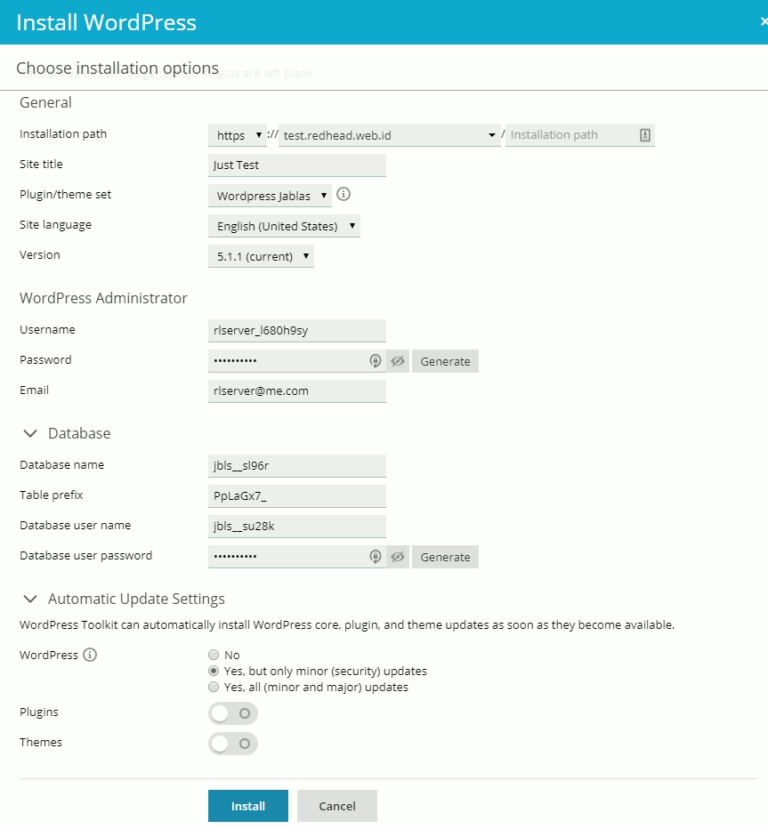 Install WordPress
Choose installation options
are left blank.
General
Installation path https :// test.redhead.web.id / Installation path
Site title Just Test
Plugin/theme set Wordpress Jablas
Site language English (United States)
Version 5.1.1 (current)
WordPress Administrator
Username rlserver_l680h9sy
Password •••••••••• Generate
Email rlserver@me.com
Database
Database name jbls__sl96r
Table prefix PpLaGx7_
Database user name jbls__su28k
Database user password •••••••••• Generate
Automatic Update Settings
WordPress Toolkit can automatically install WordPress core, plugin, and theme updates as soon as they become available.
WordPress No
Yes, but only minor (security) updates
Yes, all (minor and major) updates
Plugins
Themes
Install Cancel